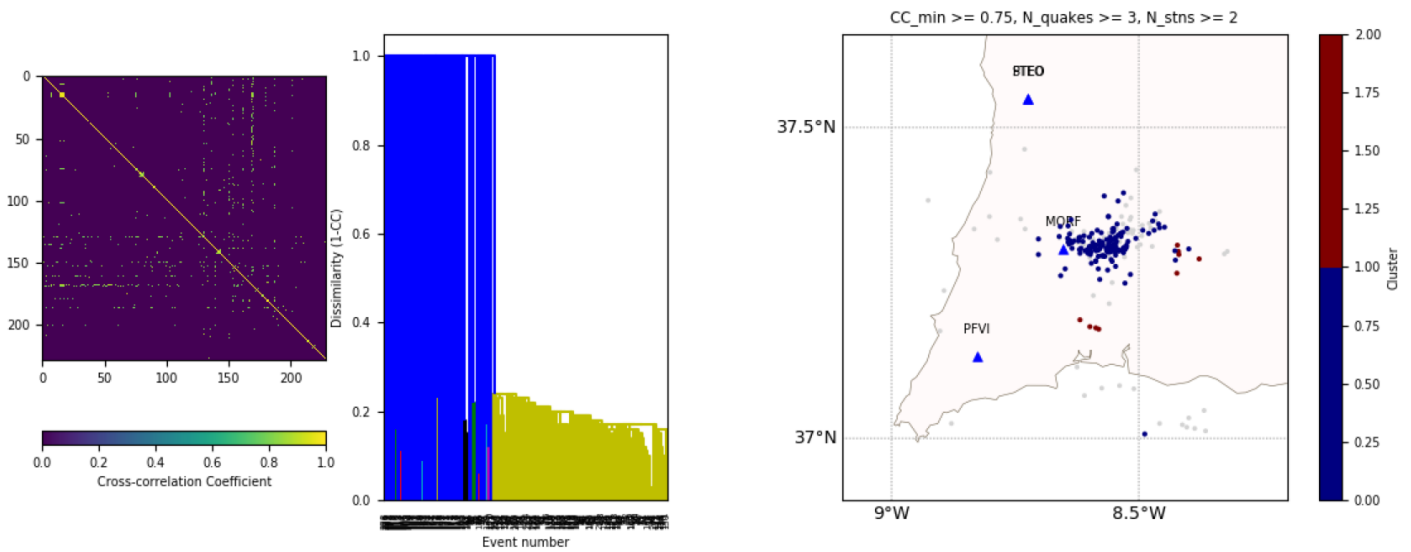 CC_min >= 0.75, N_quakes >= 3, N_stns >= 2
0
50
100
150
200
0
50
100
150
200
0.0
0.2
0.4
0.6
0.8
1.0
Cross-correlation Coefficient
1.0
0.8
0.6
0.4
0.2
0.0
Dissimilarity (1-CC)
Event number
MORF
PFVI
37.5°N
37°N
9°W
8.5°W
2.00
1.75
1.50
1.25
1.00
0.75
0.50
0.25
0.00
Cluster